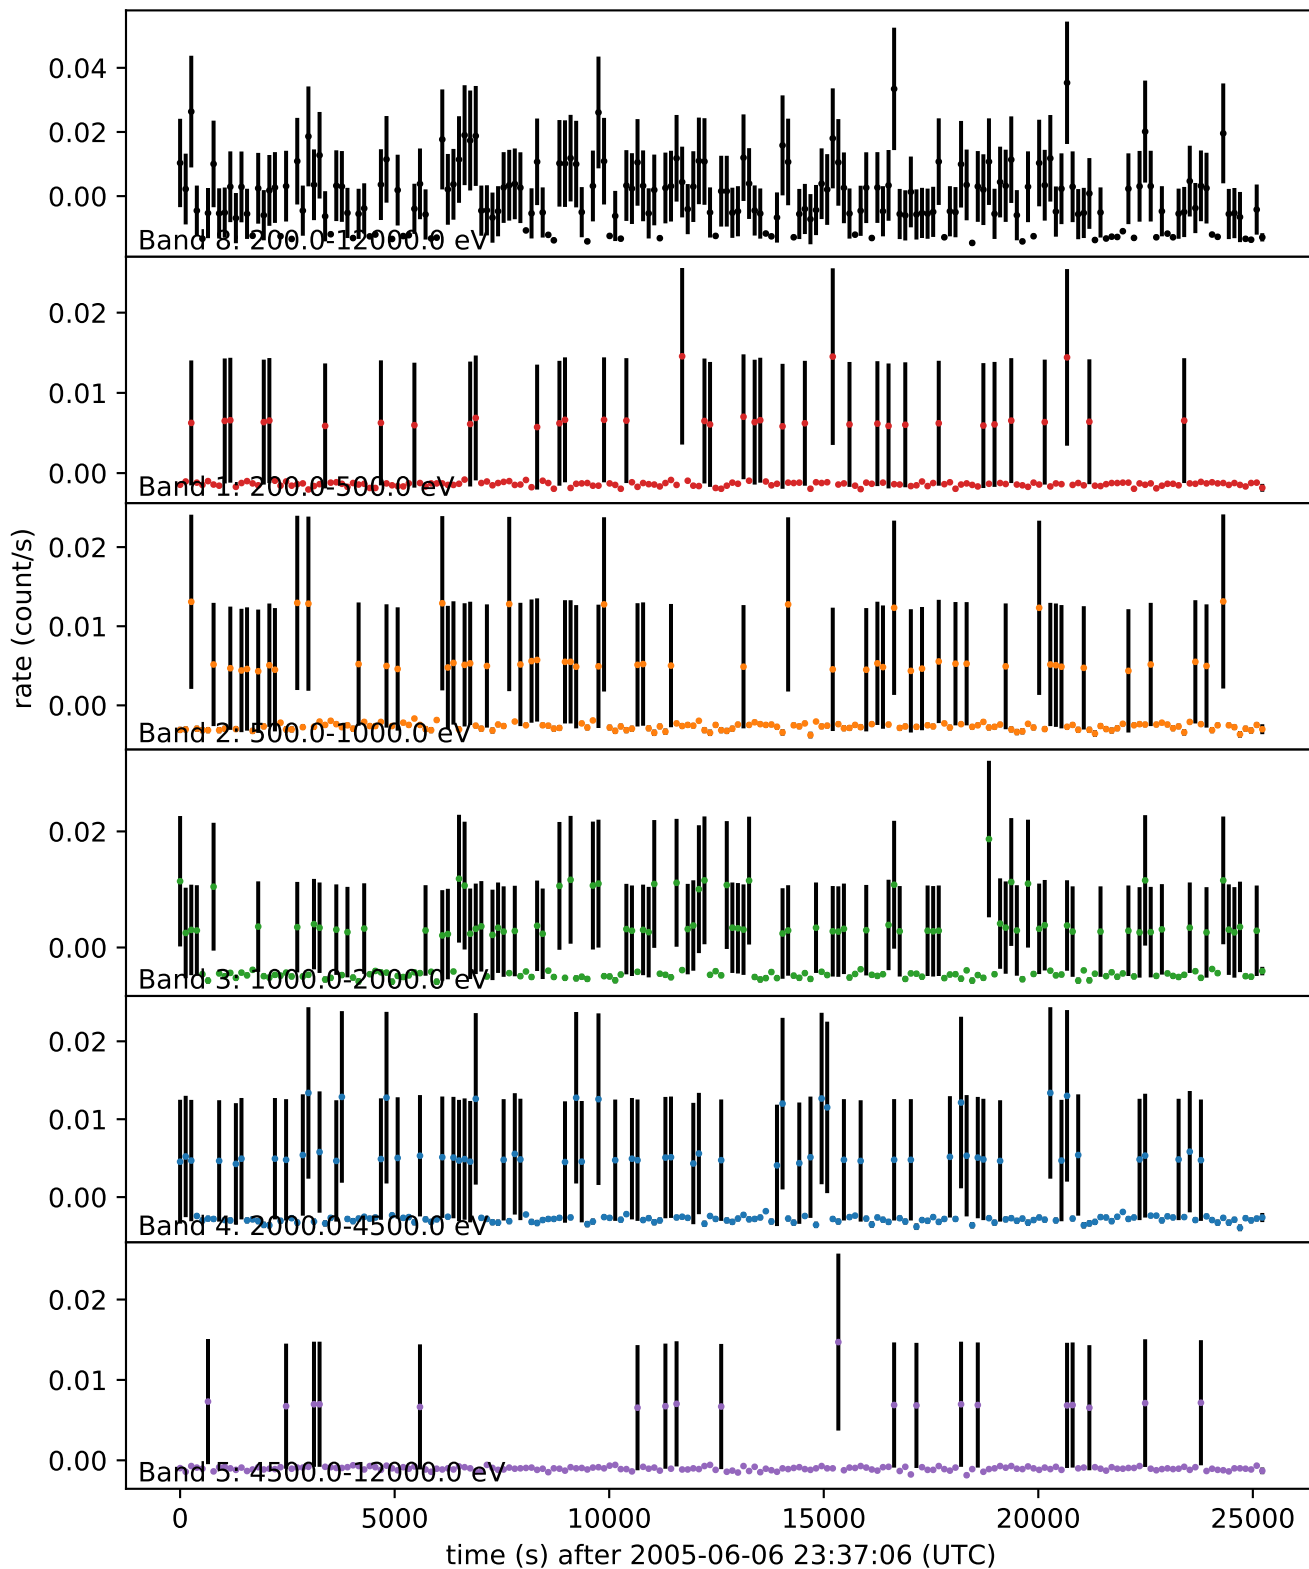 0.04
0.02
0.00
Band 8: 200.0-12000.0 eV
0.02
0.01
0.00
Band 1: 200.0-500.0 eV
0.02
0.01
0.00
Band 2: 500.0-1000.0 eV
rate (count/s)
0.02
0.00
Band 3: 1000.0-2000.0 eV
0.02
0.01
0.00
Band 4: 2000.0-4500.0 eV
0.02
0.01
0.00
Band 5: 4500.0-12000.0 eV
0 5000 10000 15000 20000 25000
time (s) after 2005-06-06 23:37:06 (UTC)